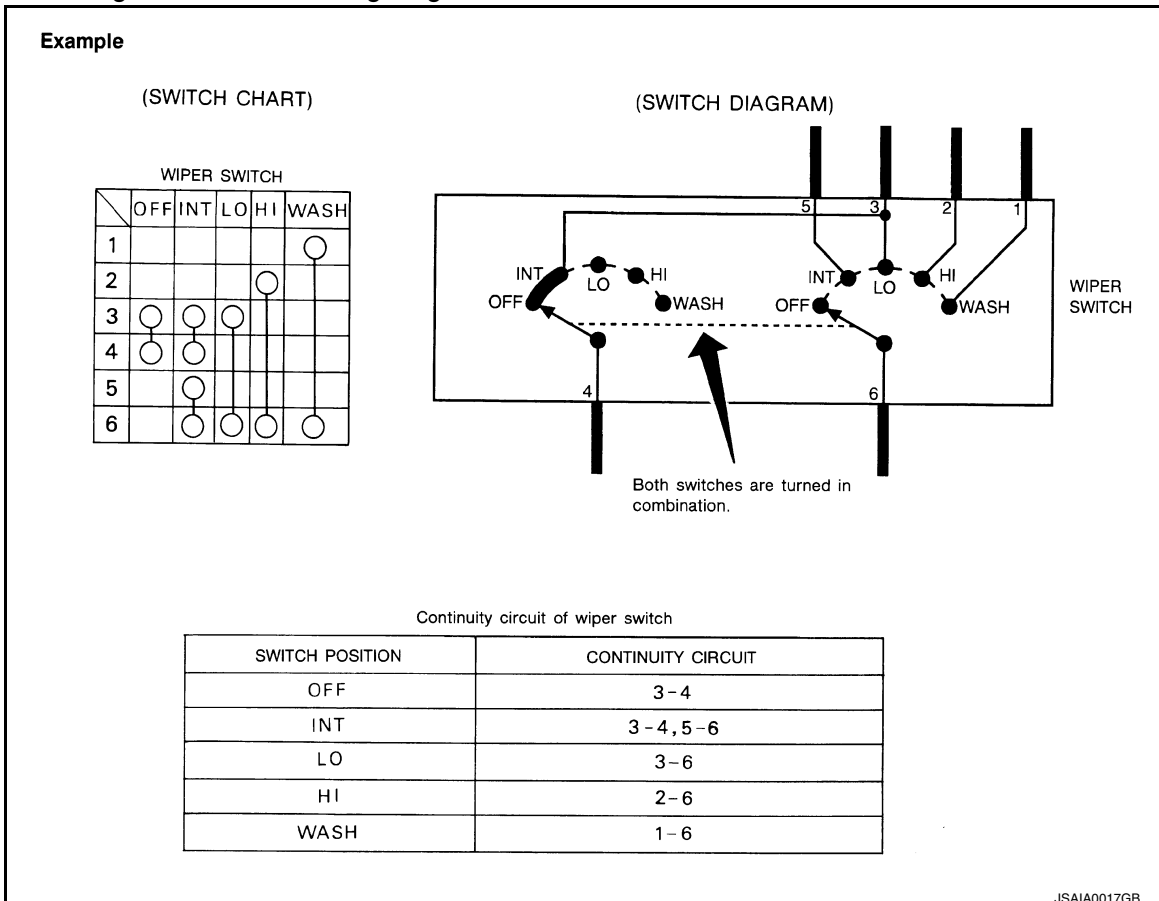 Example
(SWITCH CHART)
WIPER SWITCH
OFF INT LO HI WASH
1
2
3
4
5
6
(SWITCH DIAGRAM)
5 3 2 1
INT LO HI
OFF WASH
INT LO HI
OFF WASH
WIPER
SWITCH
4 6
Both switches are turned in
combination.
Continuity circuit of wiper switch
SWITCH POSITION CONTINUITY CIRCUIT
OFF 3-4
INT 3-4,5-6
LO 3-6
HI 2-6
WASH 1-6
JSAIA0017GB